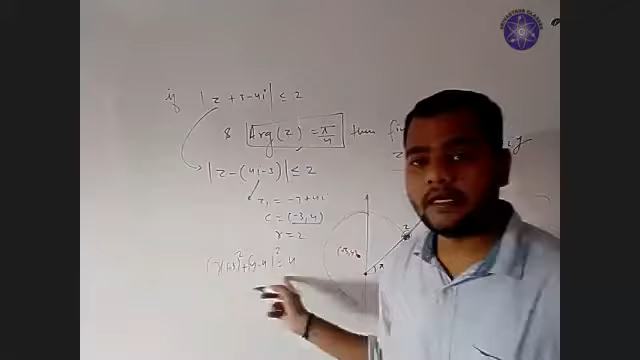 if |z + 3 - 4i| ≤ 2
& |Arg(z) = π/4| then
|z - (4i - 3)| ≤ 2
z₁ = -3 + 4i
c = (-3, 4)
r = 2
z
(-3, 4)
(x+3)² + (y-4)² = 4